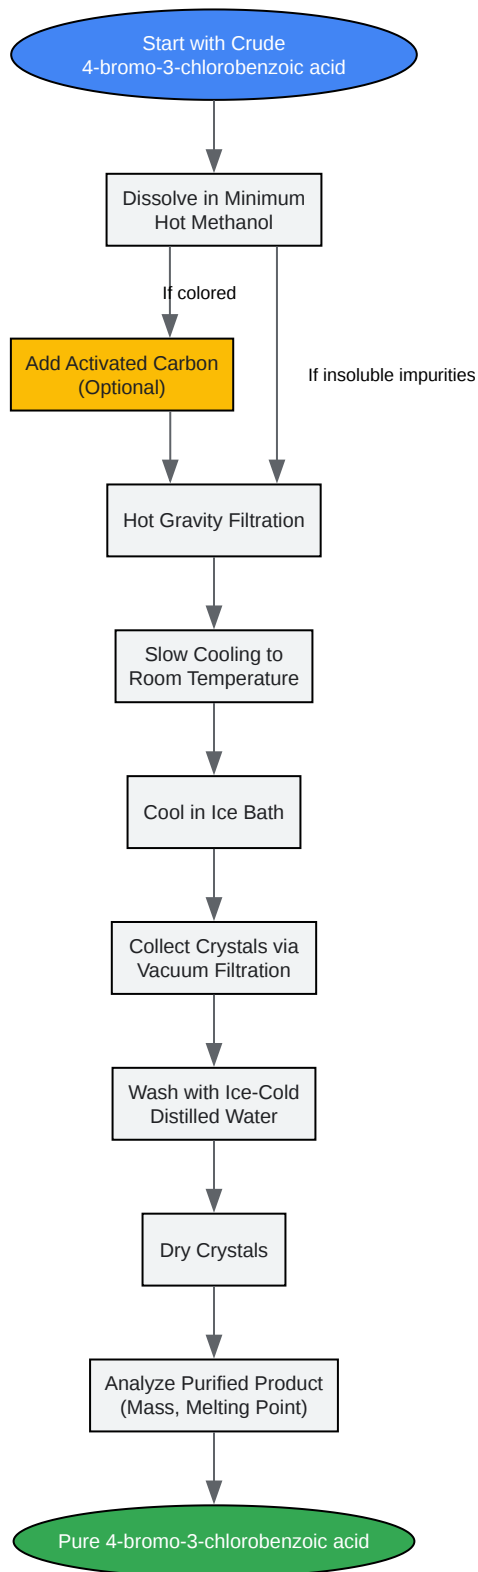 Start with Crude
4-bromo-3-chlorobenzoic acid
Dissolve in Minimum
Hot Methanol
If colored
Add Activated Carbon
(Optional)
If insoluble impurities
Hot Gravity Filtration
Slow Cooling to
Room Temperature
Cool in Ice Bath
Collect Crystals via
Vacuum Filtration
Wash with Ice-Cold
Distilled Water
Dry Crystals
Analyze Purified Product
(Mass, Melting Point)
Pure 4-bromo-3-chlorobenzoic acid